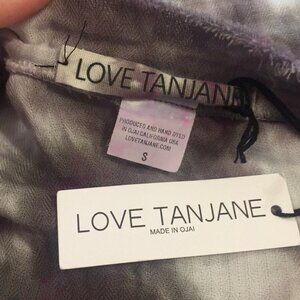 LOVE TANJANE
PRODUCED AND HAND DYED
IN OJAI CALIFORNIA USA
LOVETANJANE.COM
S
LOVE TANJANE
MADE IN OJAI